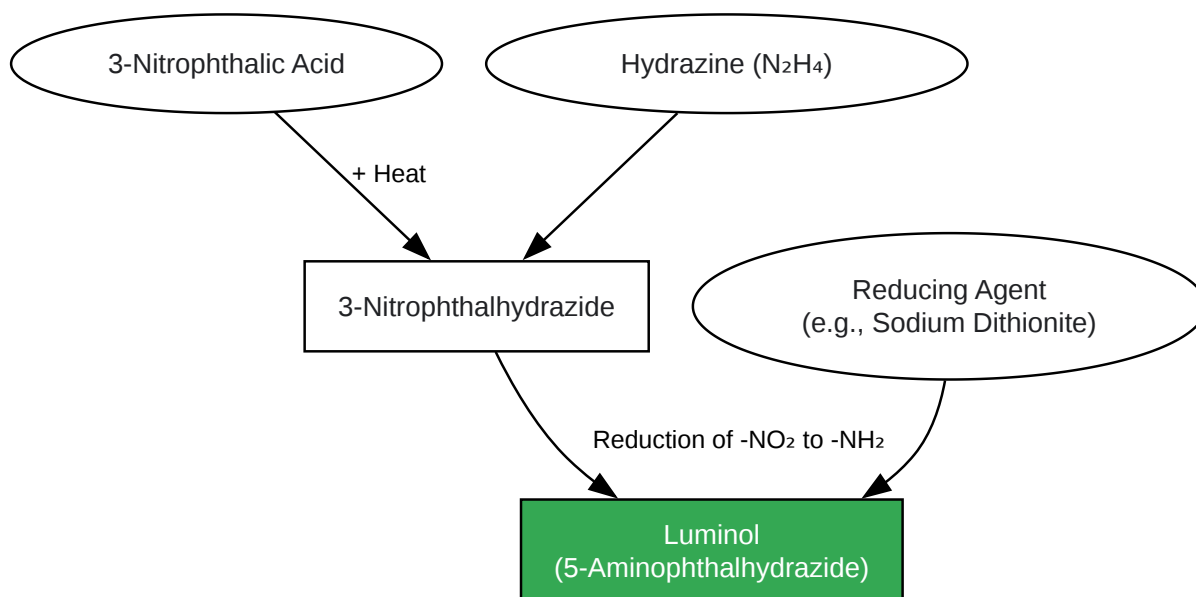 3-Nitrophthalic Acid
Hydrazine (N₂H₄)
+ Heat
3-Nitrophthalhydrazide
Reducing Agent
(e.g., Sodium Dithionite)
Reduction of -NO₂ to -NH₂
Luminol
(5-Aminophthalhydrazide)